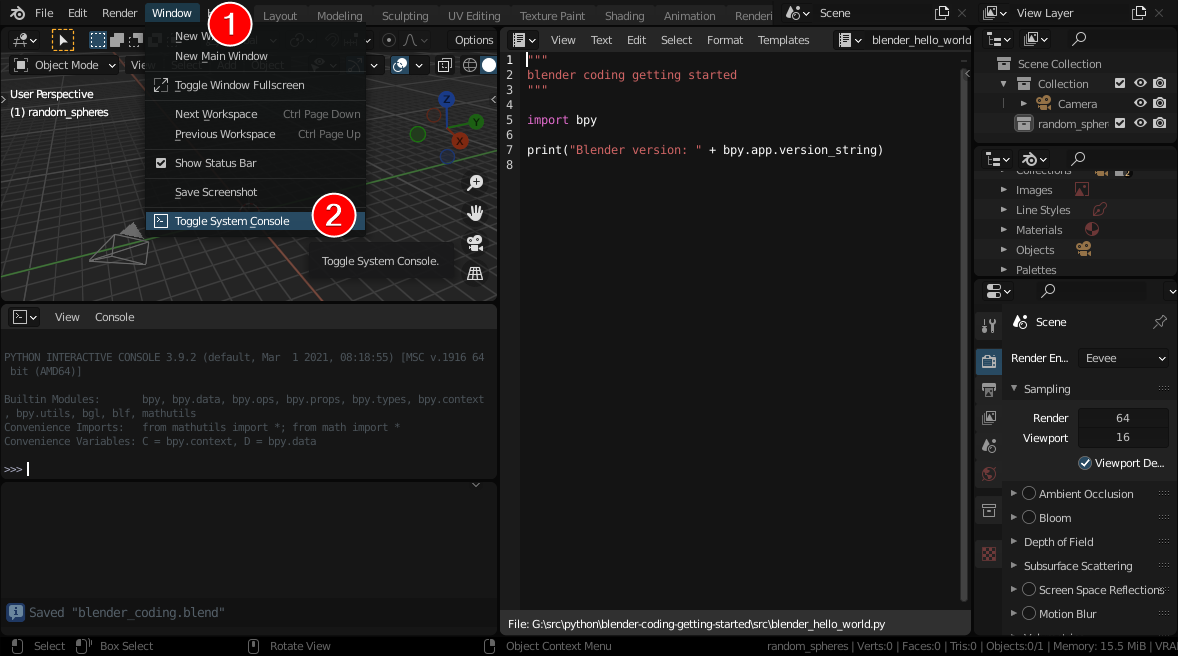 File Edit Render Window Layout Modeling Sculpting UV Editing Texture Paint Shading Animation Renderi Scene View Layer
1
New
New Main Window
Toggle Window Fullscreen
Next Workspace Ctrl Page Down
Previous Workspace Ctrl Page Up
Show Status Bar
Save Screenshot
Toggle System Console
2
Toggle System Console.
Options
Object Mode
User Perspective
(1) random_spheres
Z
Y
X
View Console
PYTHON INTERACTIVE CONSOLE 3.9.2 (default, Mar 1 2021, 08:18:55) [MSC v.1916 64
bit (AMD64)]
Builtin Modules: bpy, bpy.data, bpy.ops, bpy.props, bpy.types, bpy.context
, bpy.utils, bgl, blf, mathutils
Convenience Imports: from mathutils import *; from math import *
Convenience Variables: C = bpy.context, D = bpy.data
>>>
Saved "blender_coding.blend"
View Text Edit Select Format Templates blender_hello_world
1 """
2 blender coding getting started
3 """
4
5 import bpy
6
7 print("Blender version: " + bpy.app.version_string)
8
File: G:\src\python\blender-coding-getting-started\src\blender_hello_world.py
Scene Collection
Collection
Camera
random_spher
Collections
Images
Line Styles
Materials
Objects
Palettes
Scene
Render En... Eevee
Sampling
Render 64
Viewport 16
Viewport De...
Ambient Occlusion
Bloom
Depth of Field
Subsurface Scattering
Screen Space Reflections
Motion Blur
Select Box Select Rotate View Object Context Menu random_spheres | Verts:0 | Faces:0 | Tris:0 | Objects:0/1 | Memory: 15.5 MiB | VRA